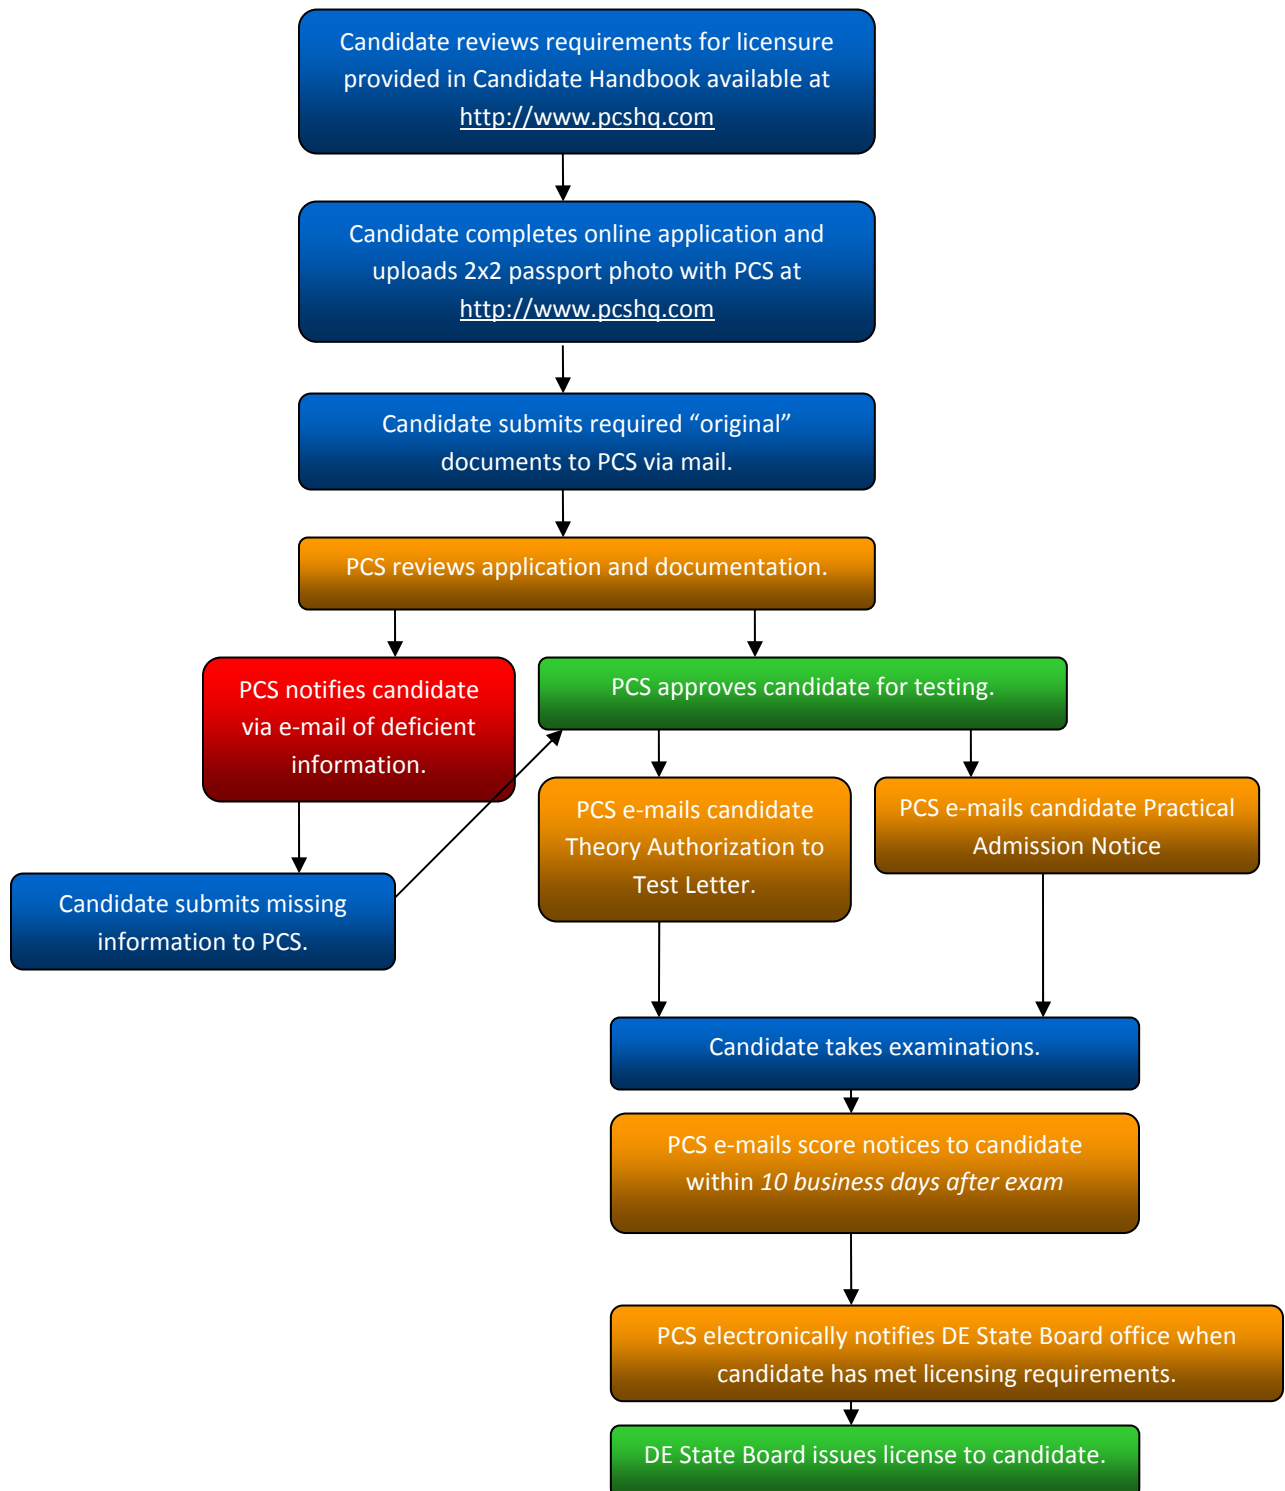 Candidate reviews requirements for licensure
provided in Candidate Handbook available at
http://www.pcshq.com
Candidate completes online application and
uploads 2x2 passport photo with PCS at
http://www.pcshq.com
Candidate submits required “original”
documents to PCS via mail.
PCS reviews application and documentation.
PCS notifies candidate
via e-mail of deficient
information.
PCS approves candidate for testing.
PCS e-mails candidate
Theory Authorization to
Test Letter.
PCS e-mails candidate Practical
Admission Notice
Candidate submits missing
information to PCS.
Candidate takes examinations.
PCS e-mails score notices to candidate
within 10 business days after exam
PCS electronically notifies DE State Board office when
candidate has met licensing requirements.
DE State Board issues license to candidate.